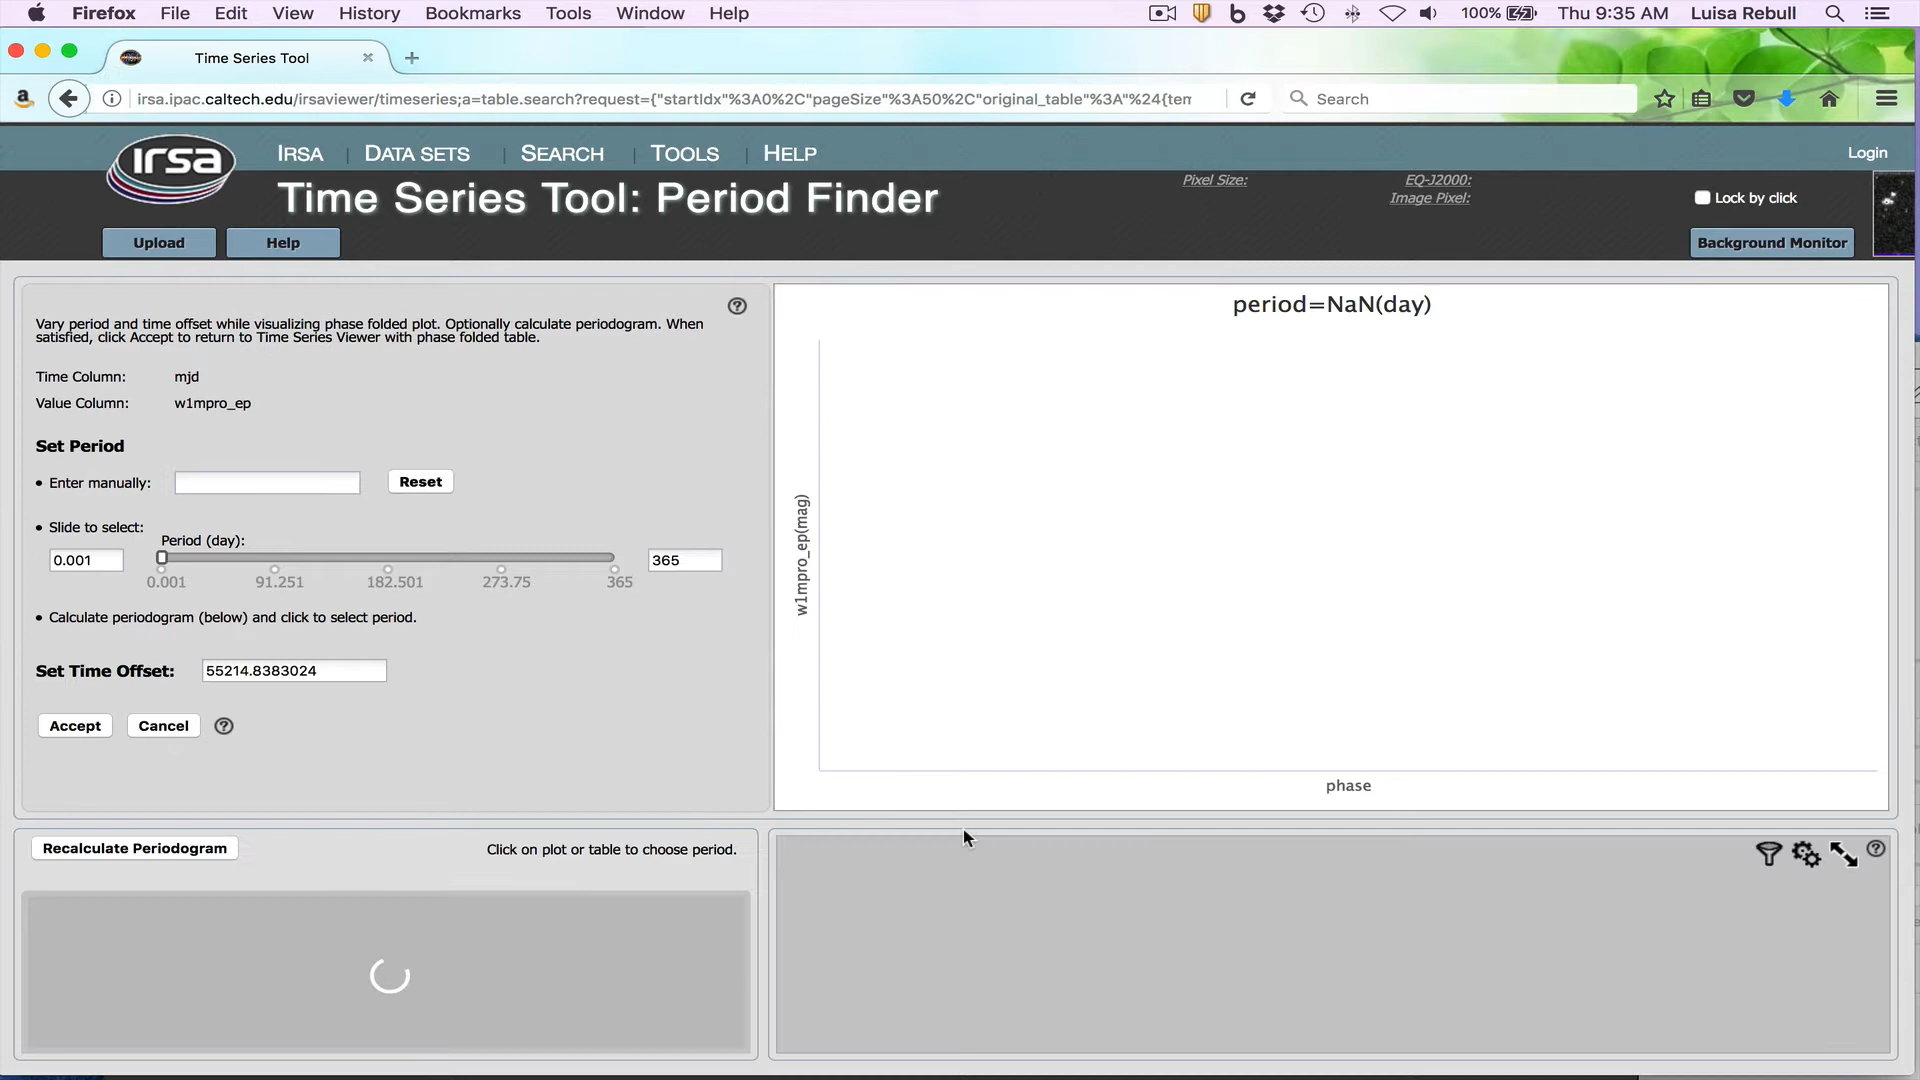 Firefox File Edit View History Bookmarks Tools Window Help 100% Thu 9:35 AM Luisa Rebull
Time Series Tool
irsa.ipac.caltech.edu/irsaviewer/timeseries;a=table.search?request={"startIdx"%3A0%2C"pageSize"%3A50%2C"original_table"%3A"%24{ten Search
irsa IRSA DATA SETS SEARCH TOOLS HELP Login
Time Series Tool: Period Finder Pixel Size: EQ-J2000: Image Pixel: Lock by click
Upload Help Background Monitor
Vary period and time offset while visualizing phase folded plot. Optionally calculate periodogram. When
satisfied, click Accept to return to Time Series Viewer with phase folded table.
Time Column: mjd
Value Column: w1mpro_ep
Set Period
• Enter manually: Reset
• Slide to select:
Period (day):
0.001 365
0.001 91.251 182.501 273.75 365
• Calculate periodogram (below) and click to select period.
Set Time Offset: 55214.8383024
Accept Cancel
period=NaN(day)
w1mpro_ep(mag)
phase
Recalculate Periodogram Click on plot or table to choose period.